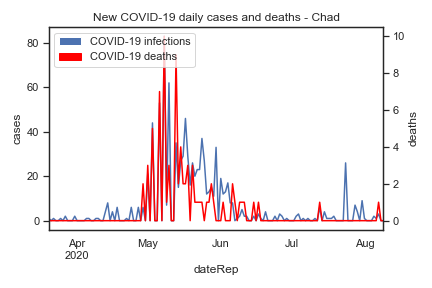 New COVID-19 daily cases and deaths - Chad
COVID-19 infections
COVID-19 deaths
80
60
40
20
0
cases
10
8
6
4
2
0
deaths
Apr
2020
May
Jun
Jul
Aug
dateRep